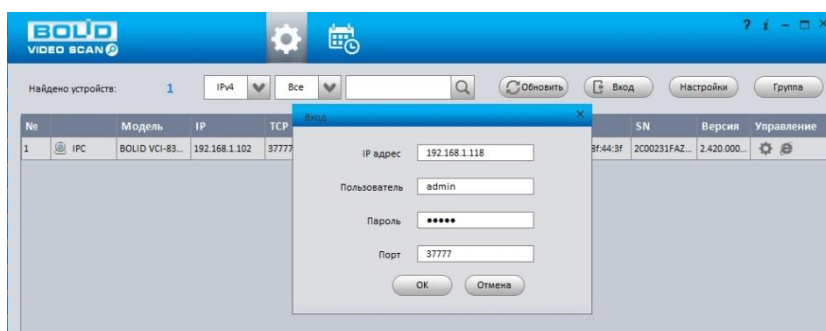 BOLID
VIDEO SCAN
? i
Найдено устройств: 1 IPv4 Все Обновить Вход Настройки Группа
№ Модель IP TCP SN Версия Управление
1 IPC BOLID VCI-83... 192.168.1.102 37777 3f:44:3f 2C00231FAZ... 2.420.000...
Вход
IP адрес 192.168.1.118
Пользователь admin
Пароль •••••
Порт 37777
OK Отмена